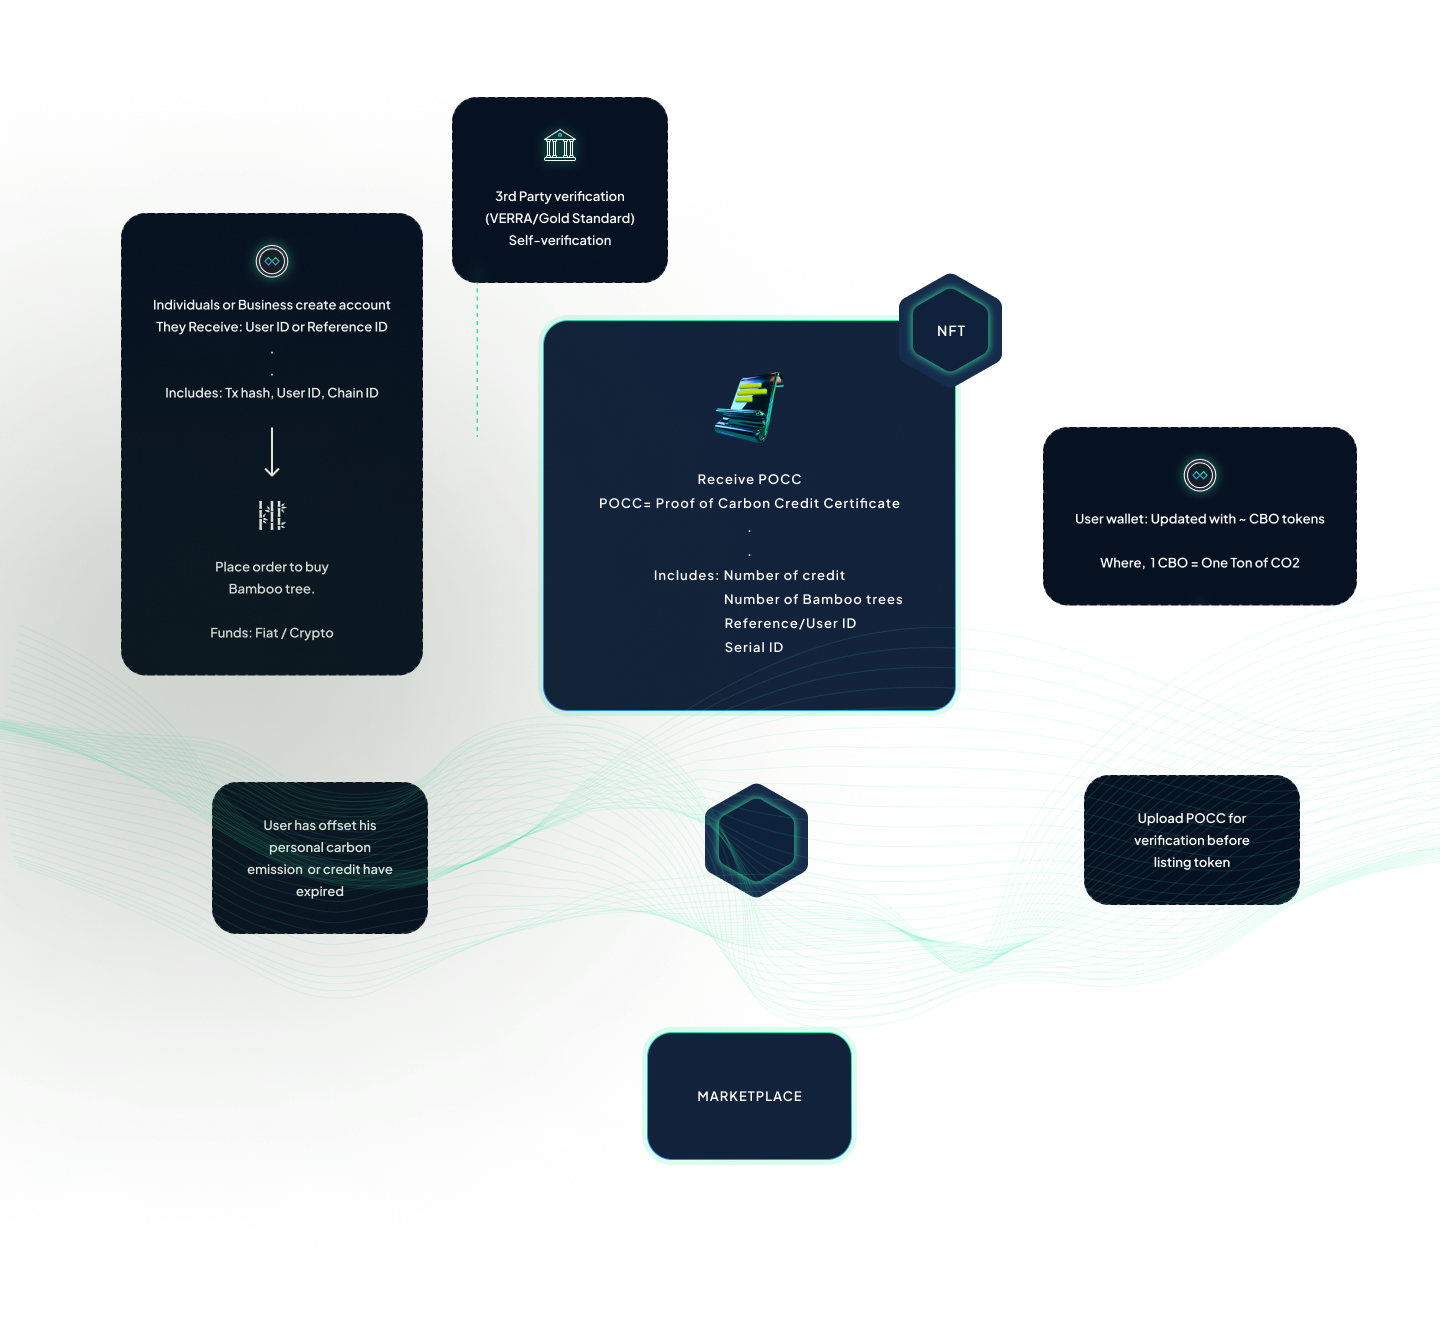 3rd Party verification
(VERRA/Gold Standard)
Self-verification
Individuals or Business create account
They Receive: User ID or Reference ID
.
.
Includes: Tx hash, User ID, Chain ID
Place order to buy
Bamboo tree.
Funds: Fiat / Crypto
NFT
Receive POCC
POCC= Proof of Carbon Credit Certificate
.
.
Includes: Number of credit
Number of Bamboo trees
Reference/User ID
Serial ID
User wallet: Updated with ~ CBO tokens
Where, 1 CBO = One Ton of CO2
User has offset his
personal carbon
emission or credit have
expired
Upload POCC for
verification before
listing token
MARKETPLACE